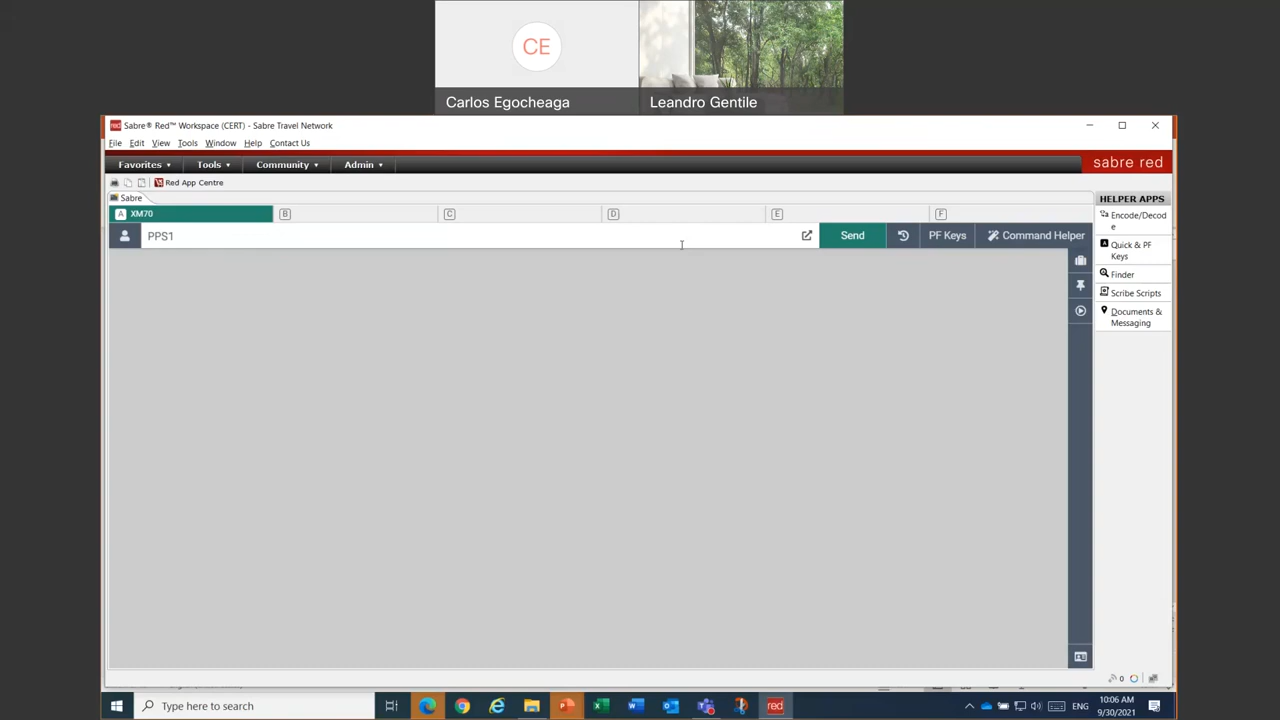 CE
Carlos Egocheaga
Leandro Gentile
red Sabre® Red™ Workspace (CERT) - Sabre Travel Network
File Edit View Tools Window Help Contact Us
Favorites Tools Community Admin
sabre red
Red App Centre
Sabre
HELPER APPS
A XM70 B C D E F
Encode/Decod
e
PPS1 Send PF Keys Command Helper
Quick & PF
Keys
Finder
Scribe Scripts
Documents &
Messaging
0
Type here to search
red
ENG
10:06 AM
9/30/2021